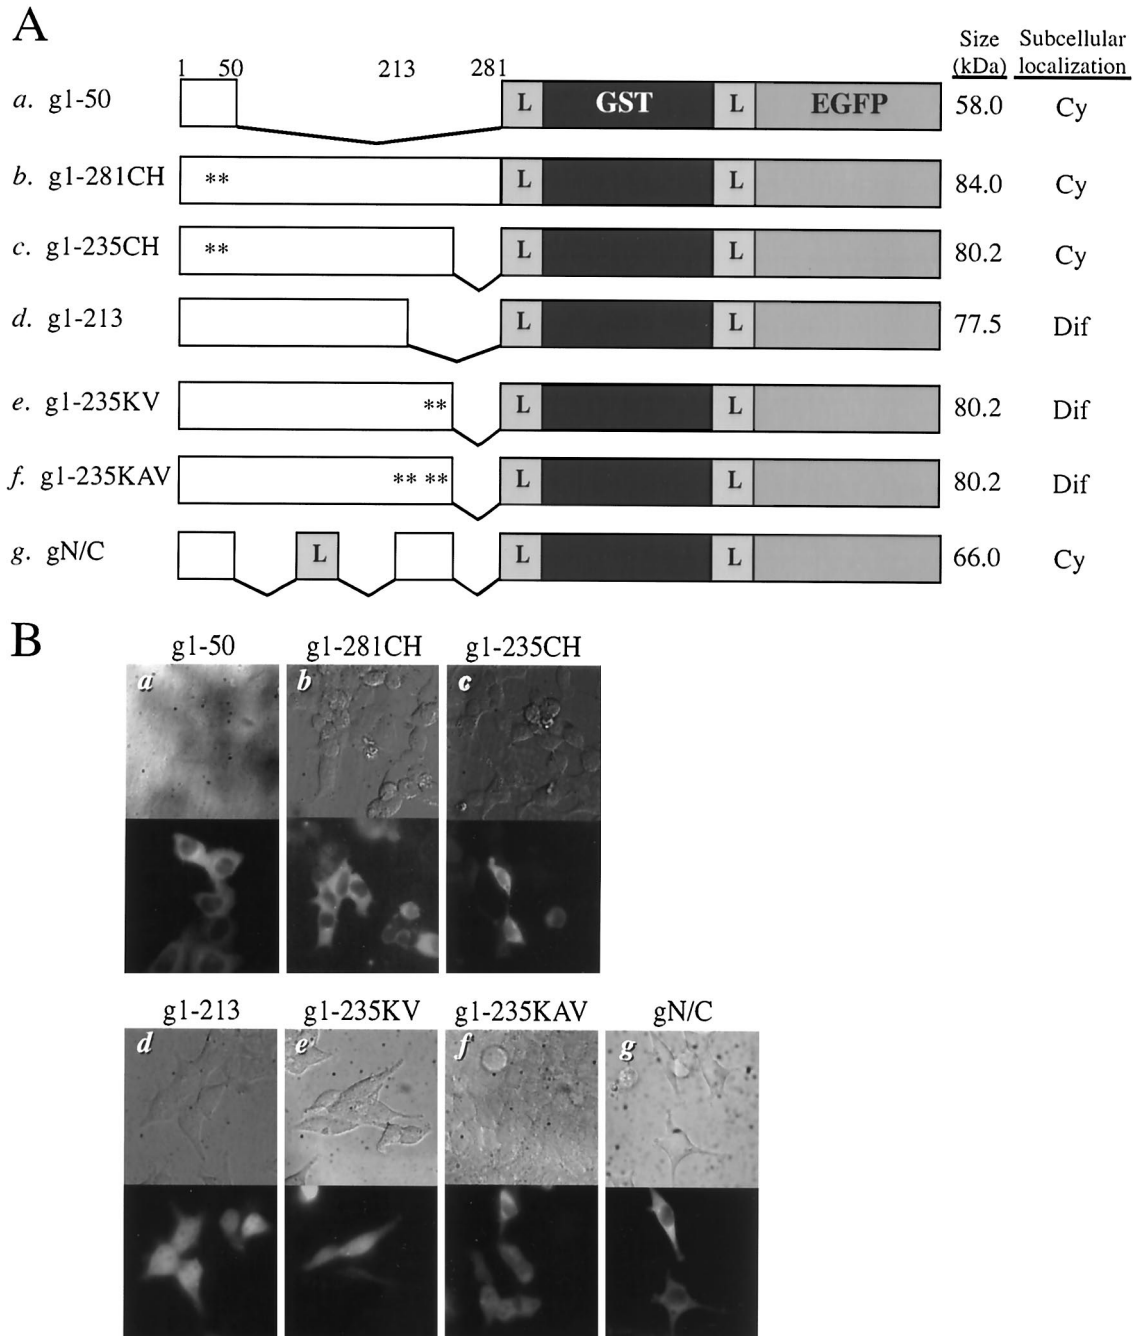 A
Size Subcellular
(kDa) localization
1 50 213 281
a. g1-50 L GST L EGFP 58.0 Cy
b. g1-281CH ** L L 84.0 Cy
c. g1-235CH ** L L 80.2 Cy
d. g1-213 L L 77.5 Dif
e. g1-235KV ** L L 80.2 Dif
f. g1-235KAV ** ** L L 80.2 Dif
g. gN/C L L L 66.0 Cy
B
g1-50 g1-281CH g1-235CH
a b c
g1-213 g1-235KV g1-235KAV gN/C
d e f g